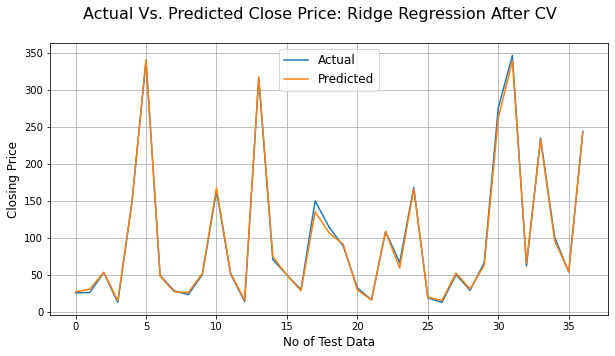 Actual Vs. Predicted Close Price: Ridge Regression After CV
Actual
Predicted
Closing Price
350
300
250
200
150
100
50
0
0 5 10 15 20 25 30 35
No of Test Data